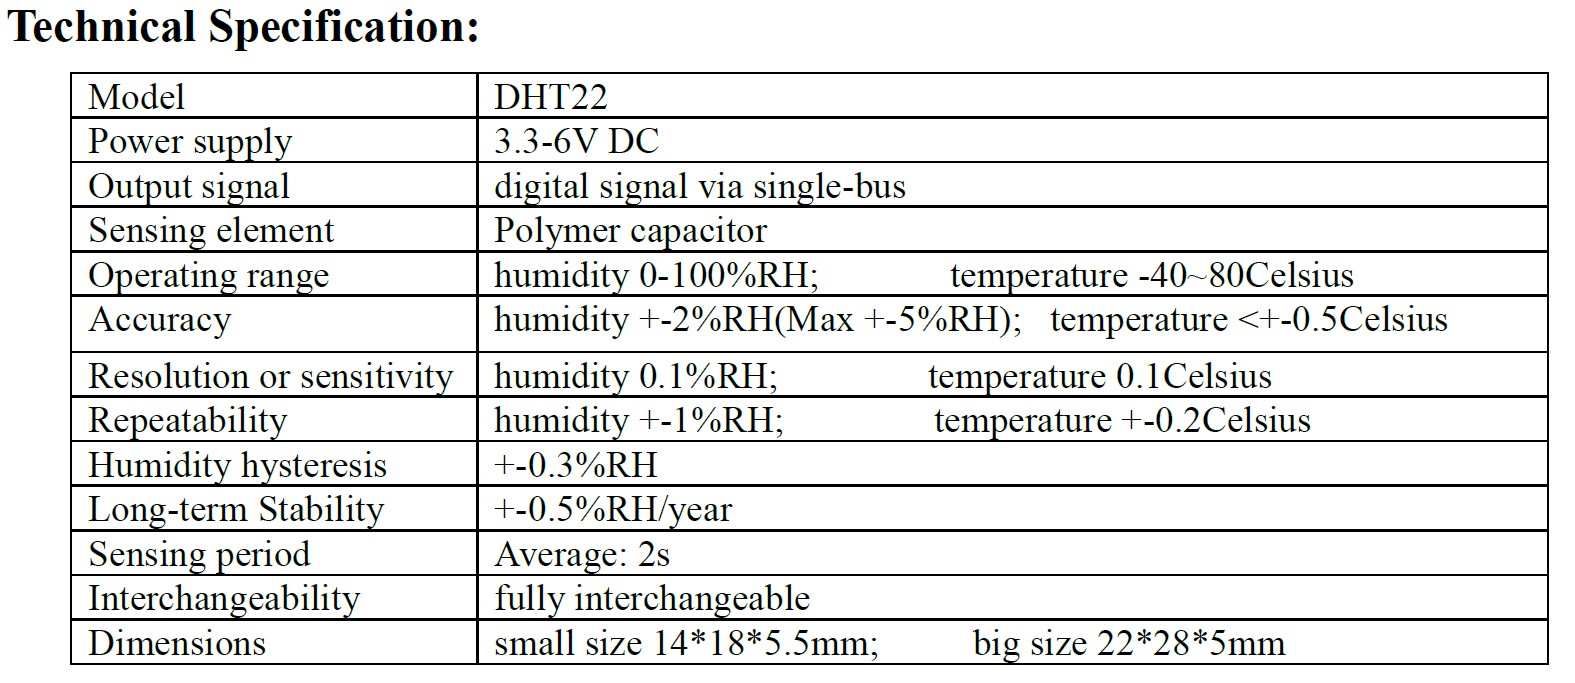 Technical Specification:
Model DHT22
Power supply 3.3-6V DC
Output signal digital signal via single-bus
Sensing element Polymer capacitor
Operating range humidity 0-100%RH; temperature -40~80Celsius
Accuracy humidity +-2%RH(Max +-5%RH); temperature <+-0.5Celsius
Resolution or sensitivity humidity 0.1%RH; temperature 0.1Celsius
Repeatability humidity +-1%RH; temperature +-0.2Celsius
Humidity hysteresis +-0.3%RH
Long-term Stability +-0.5%RH/year
Sensing period Average: 2s
Interchangeability fully interchangeable
Dimensions small size 14*18*5.5mm; big size 22*28*5mm